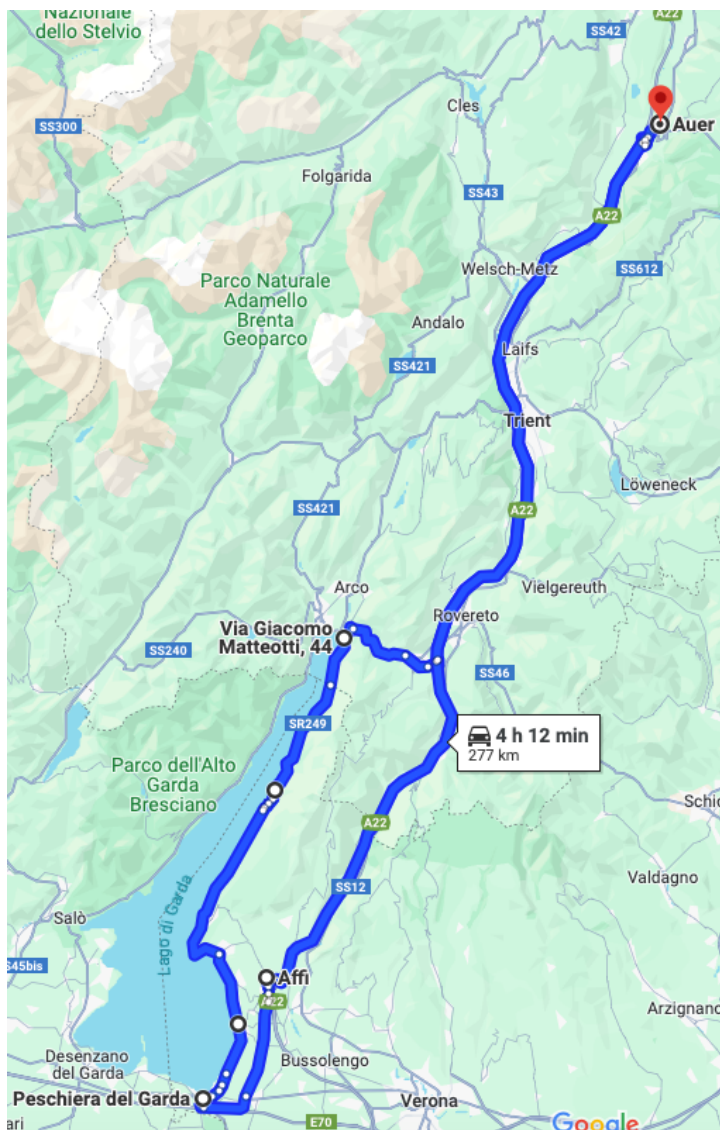 Nazionale
dello Stelvio
A22
SS42
Cles
Auer
SS300
Folgarida
SS43
A22
Welsch-Metz
SS612
Parco Naturale
Adamello
Brenta
Geoparco
Andalo
Laifs
SS421
Trient
Löweneck
SS421
A22
Arco
Vielgereuth
Rovereto
Via Giacomo
Matteotti, 44
SS240
SS46
SR249
4 h 12 min
277 km
Parco dell'Alto
Garda
Bresciano
A22
Schio
Valdagno
SS12
Lago di Garda
Salò
S45bis
Affi
A22
Arzignano
Desenzano
del Garda
Bussolengo
Peschiera del Garda
Verona
ari
E70
Google